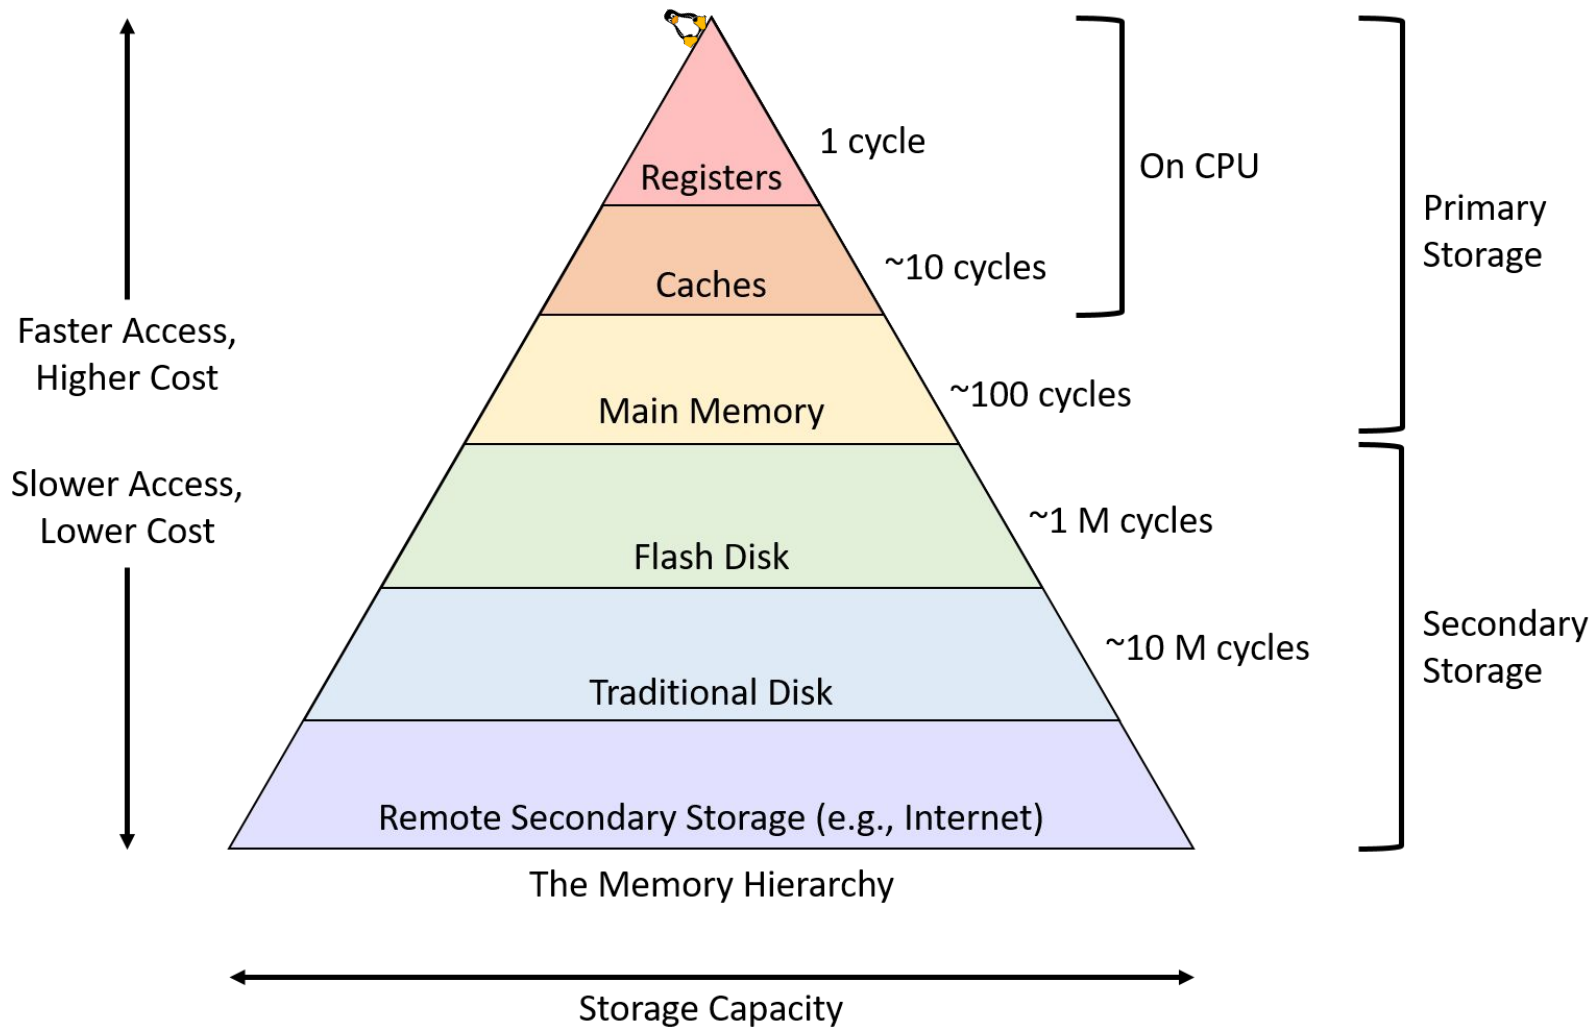 1 cycle
Registers
On CPU
Primary
Storage
~10 cycles
Caches
Faster Access,
Higher Cost
~100 cycles
Main Memory
Slower Access,
Lower Cost
~1 M cycles
Flash Disk
~10 M cycles
Secondary
Storage
Traditional Disk
Remote Secondary Storage (e.g., Internet)
The Memory Hierarchy
Storage Capacity